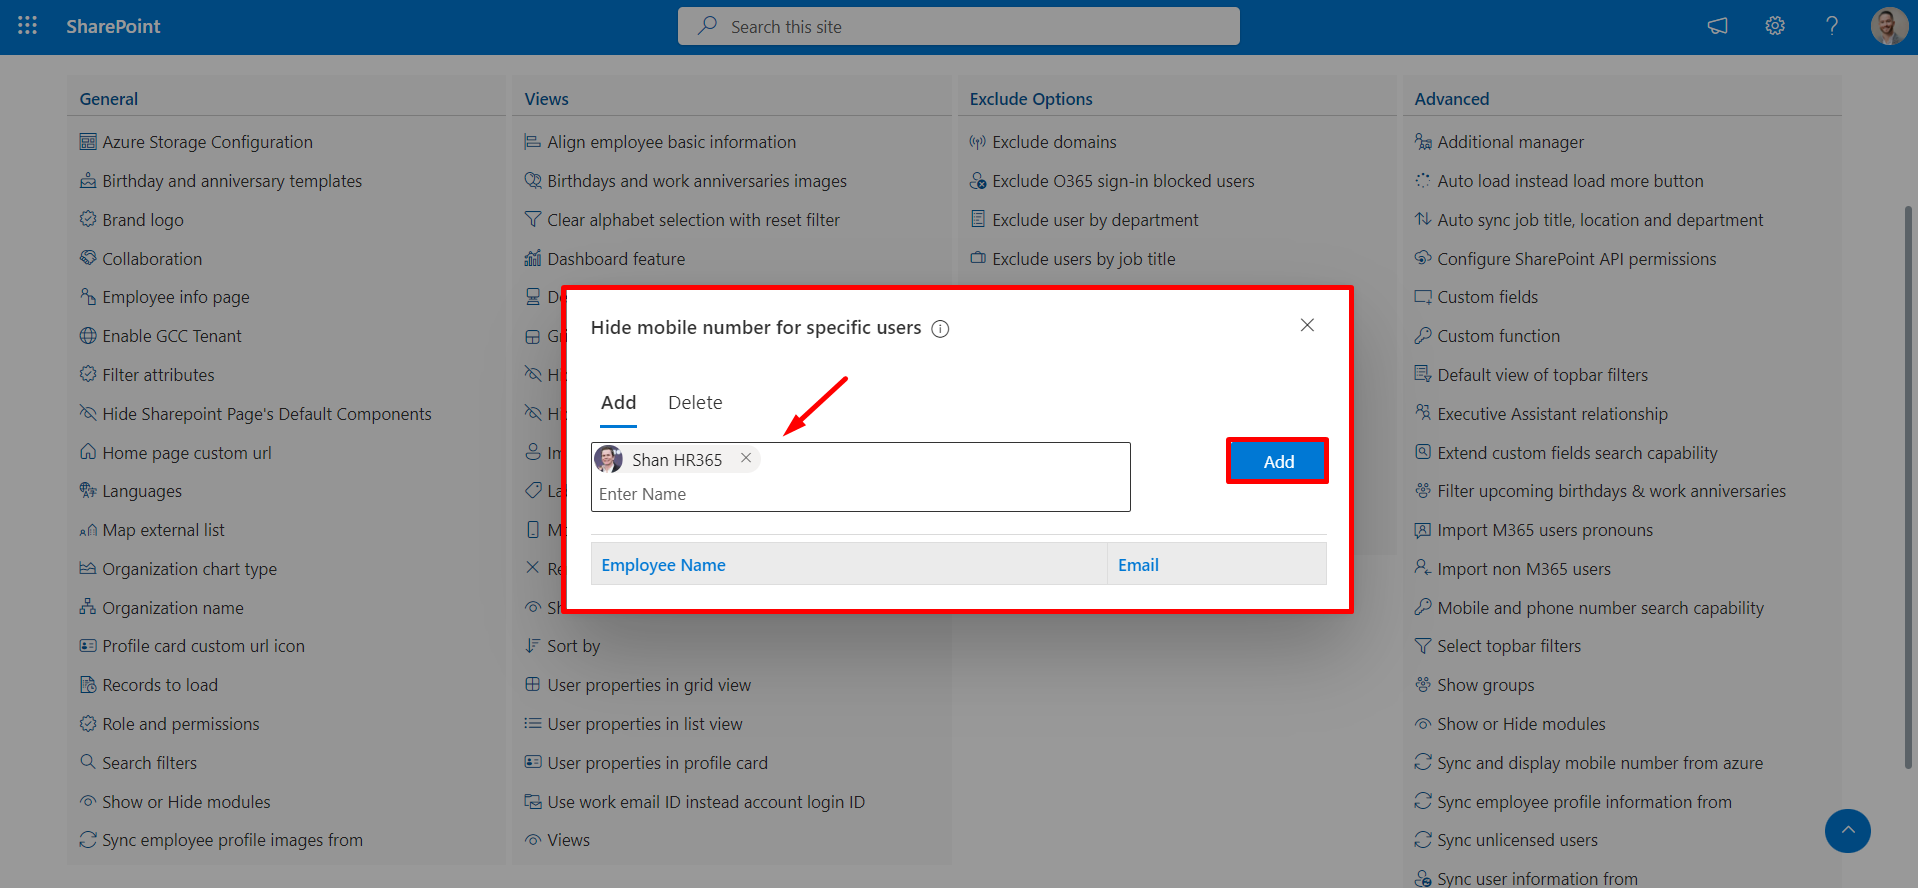 SharePoint
Search this site
General
Azure Storage Configuration
Birthday and anniversary templates
Brand logo
Collaboration
Employee info page
Enable GCC Tenant
Filter attributes
Hide Sharepoint Page's Default Components
Home page custom url
Languages
Map external list
Organization chart type
Organization name
Profile card custom url icon
Records to load
Role and permissions
Search filters
Show or Hide modules
Sync employee profile images from
Views
Align employee basic information
Birthdays and work anniversaries images
Clear alphabet selection with reset filter
Dashboard feature
Sort by
User properties in grid view
User properties in list view
User properties in profile card
Use work email ID instead account login ID
Views
Exclude Options
Exclude domains
Exclude O365 sign-in blocked users
Exclude user by department
Exclude users by job title
Advanced
Additional manager
Auto load instead load more button
Auto sync job title, location and department
Configure SharePoint API permissions
Custom fields
Custom function
Default view of topbar filters
Executive Assistant relationship
Extend custom fields search capability
Filter upcoming birthdays & work anniversaries
Import M365 users pronouns
Import non M365 users
Mobile and phone number search capability
Select topbar filters
Show groups
Show or Hide modules
Sync and display mobile number from azure
Sync employee profile information from
Sync unlicensed users
Sync user information from
Hide mobile number for specific users
Add Delete
Shan HR365
Enter Name
Add
Employee Name Email